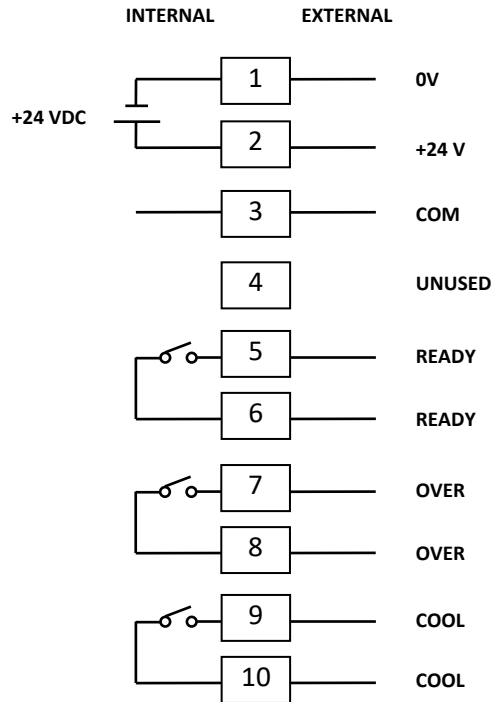 INTERNAL EXTERNAL
1 0V
+24 VDC
2 +24 V
3 COM
4 UNUSED
5 READY
6 READY
7 OVER
8 OVER
9 COOL
10 COOL